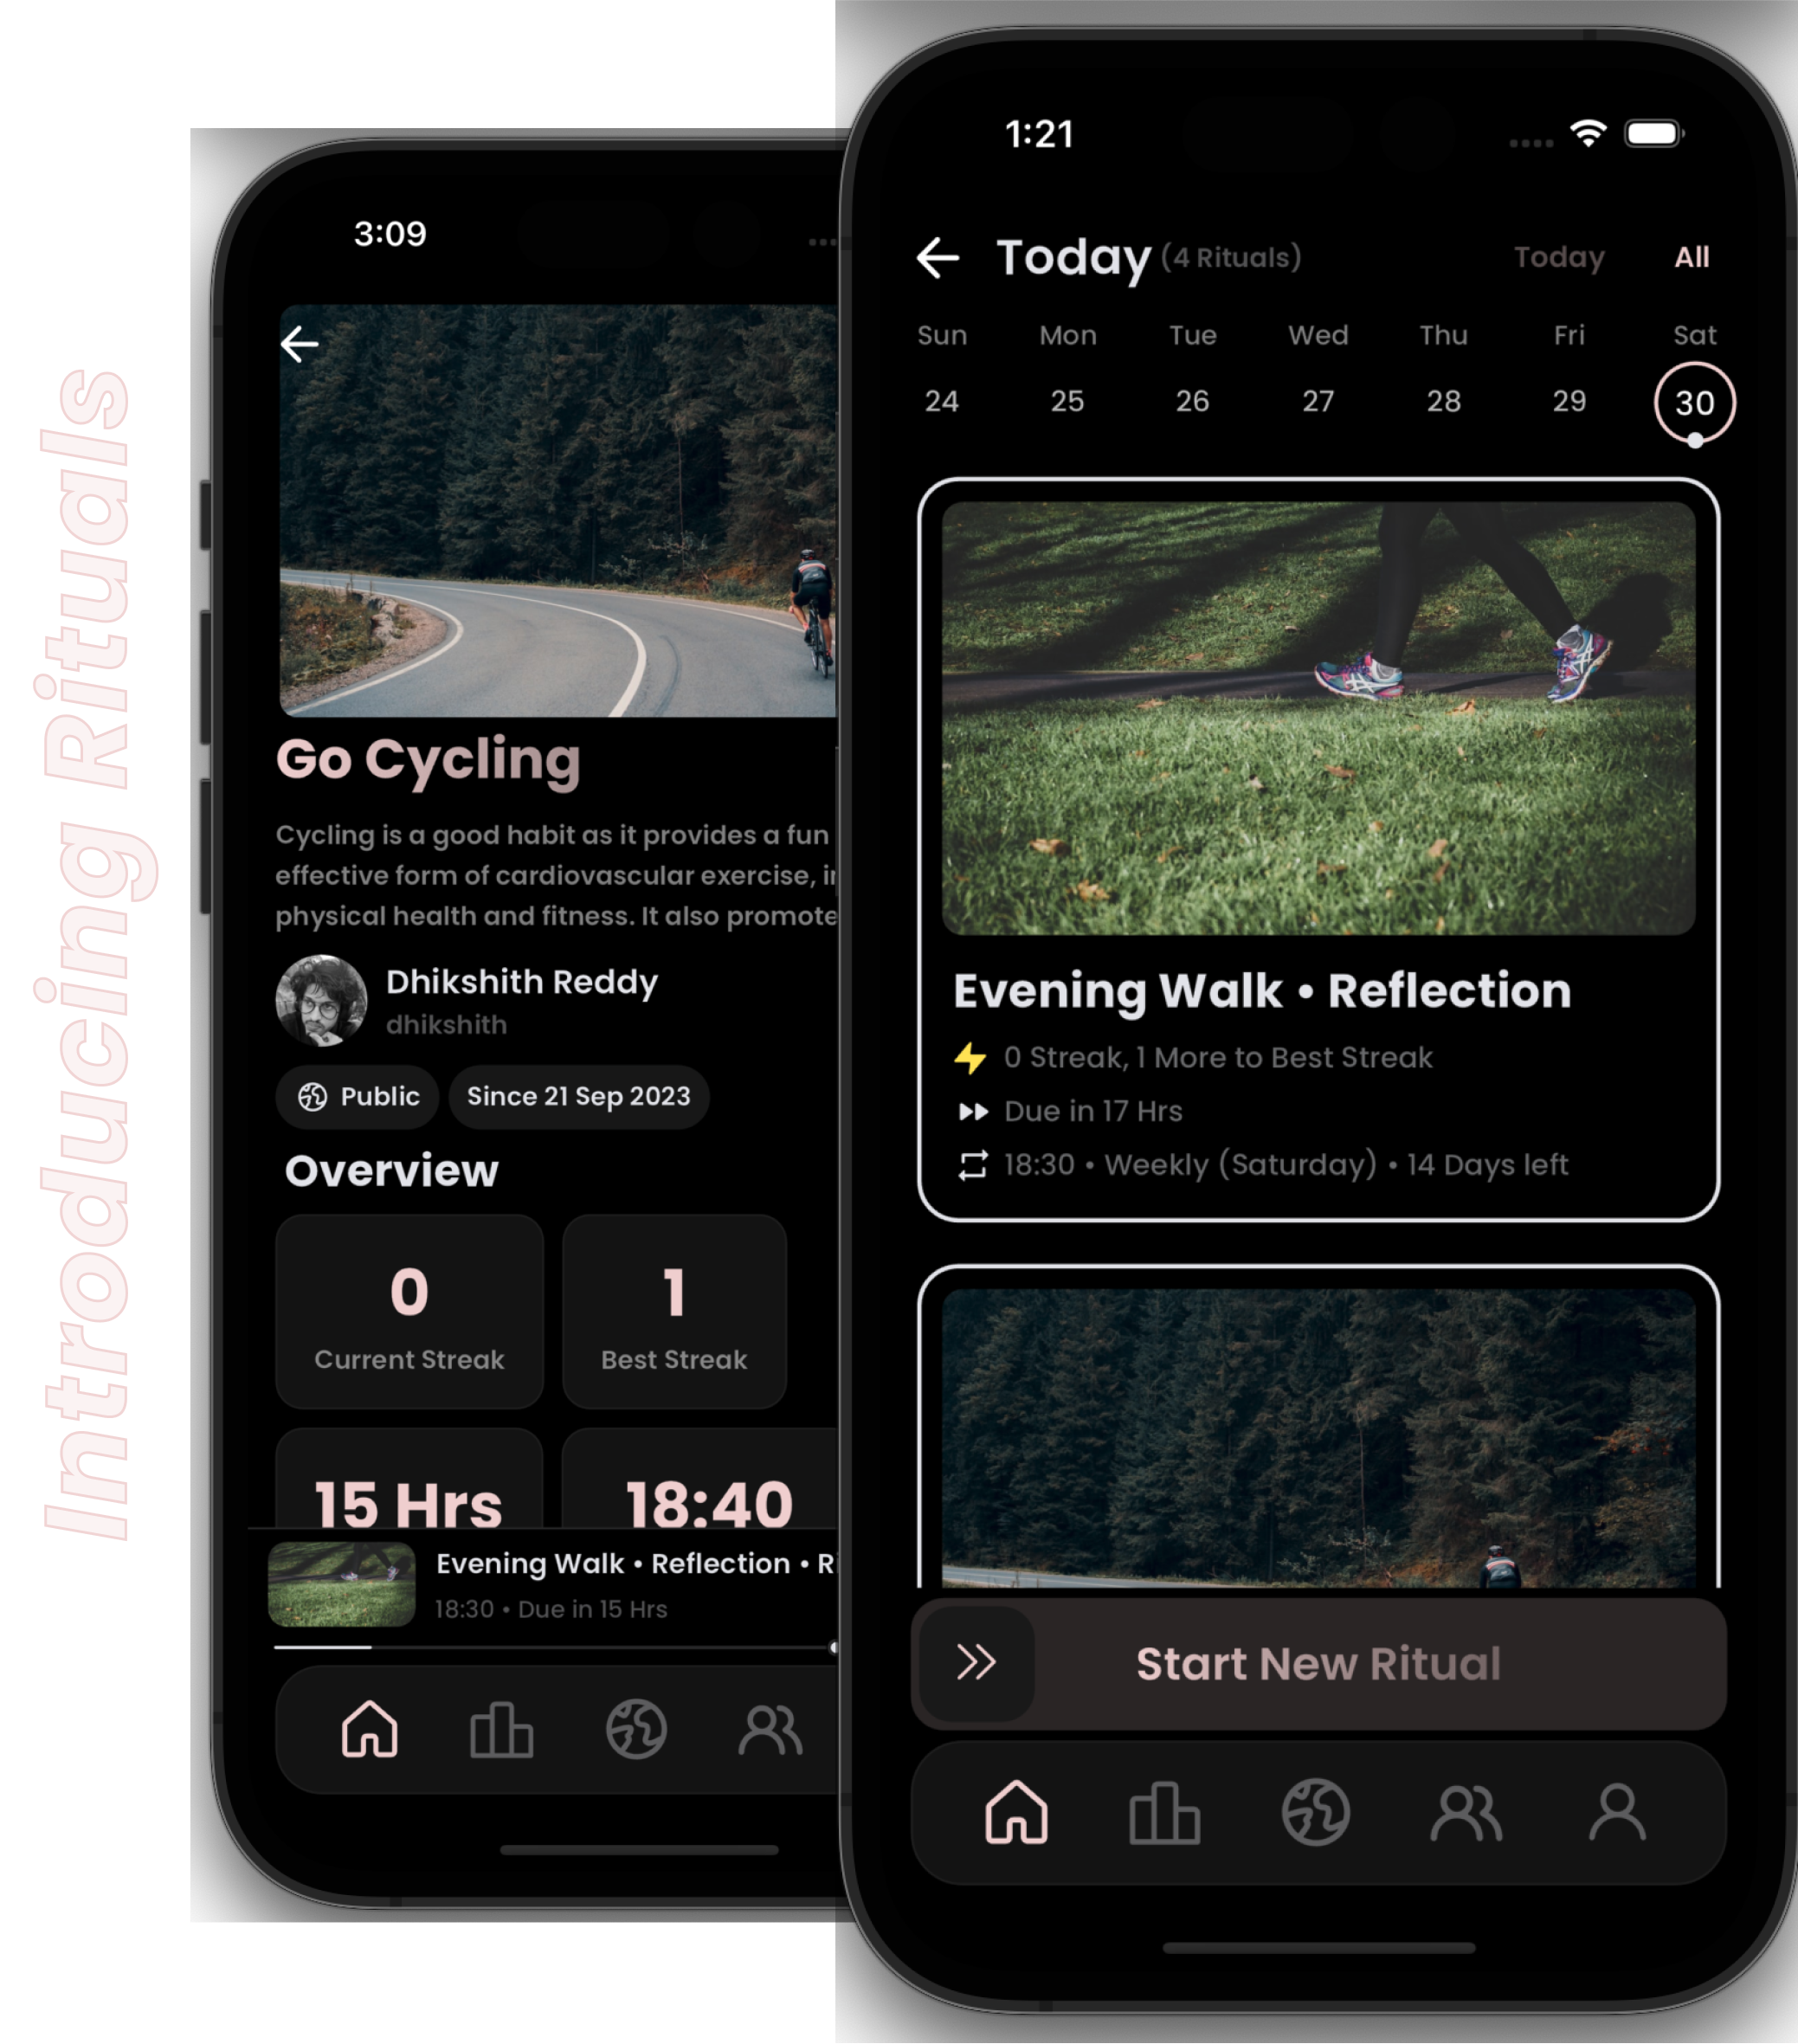 Introducing Rituals
3:09
Go Cycling
Cycling is a good habit as it provides a fun
effective form of cardiovascular exercise,
physical health and fitness. It also promote
Dhikshith Reddy
dhikshith
Public
Since 21 Sep 2023
Overview
0
Current Streak
1
Best Streak
15 Hrs
18:40
Evening Walk • Reflection •
18:30 • Due in 15 Hrs
1:21
Today (4 Rituals)
Today
All
Sun Mon Tue Wed Thu Fri Sat
24 25 26 27 28 29 30
Evening Walk • Reflection
0 Streak, 1 More to Best Streak
Due in 17 Hrs
18:30 • Weekly (Saturday) • 14 Days left
Start New Ritual